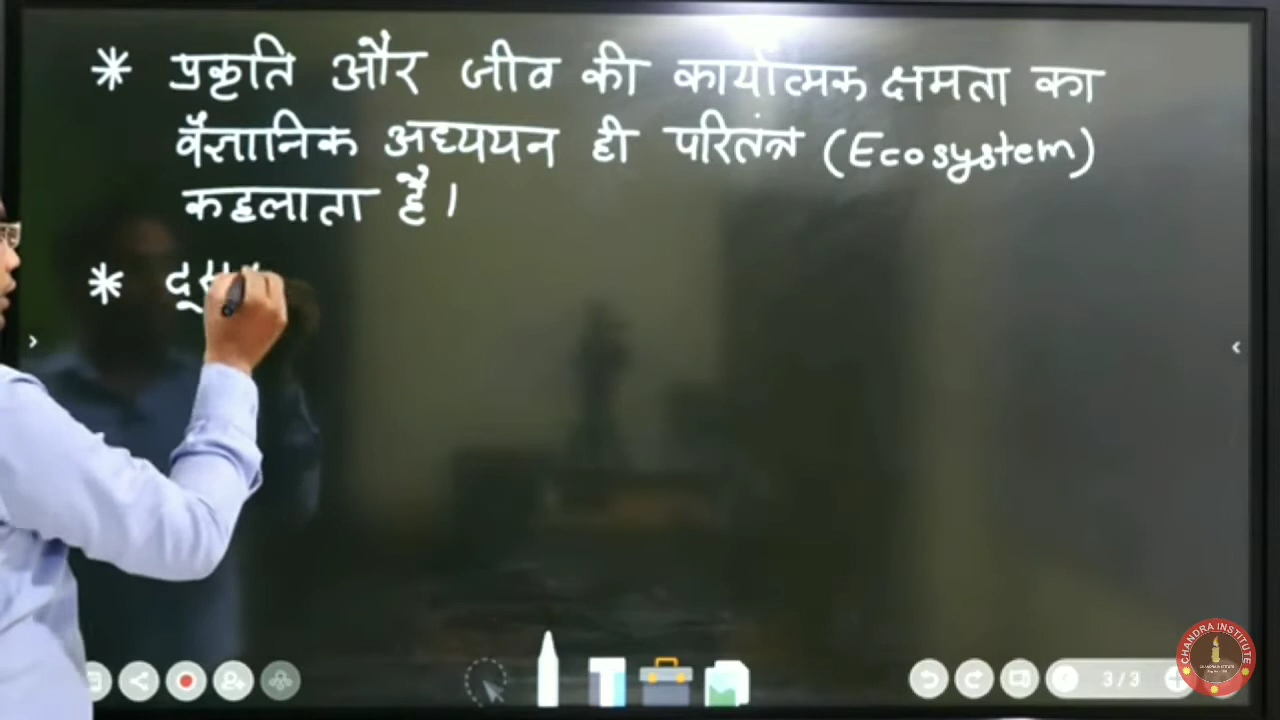 * प्रकृति और जीव की कार्यात्मक क्षमता का
वैज्ञानिक अध्ययन ही परितंत्र (Ecosystem)
कहलाता है।
*
3/3
CHANDRA INSTITUTE